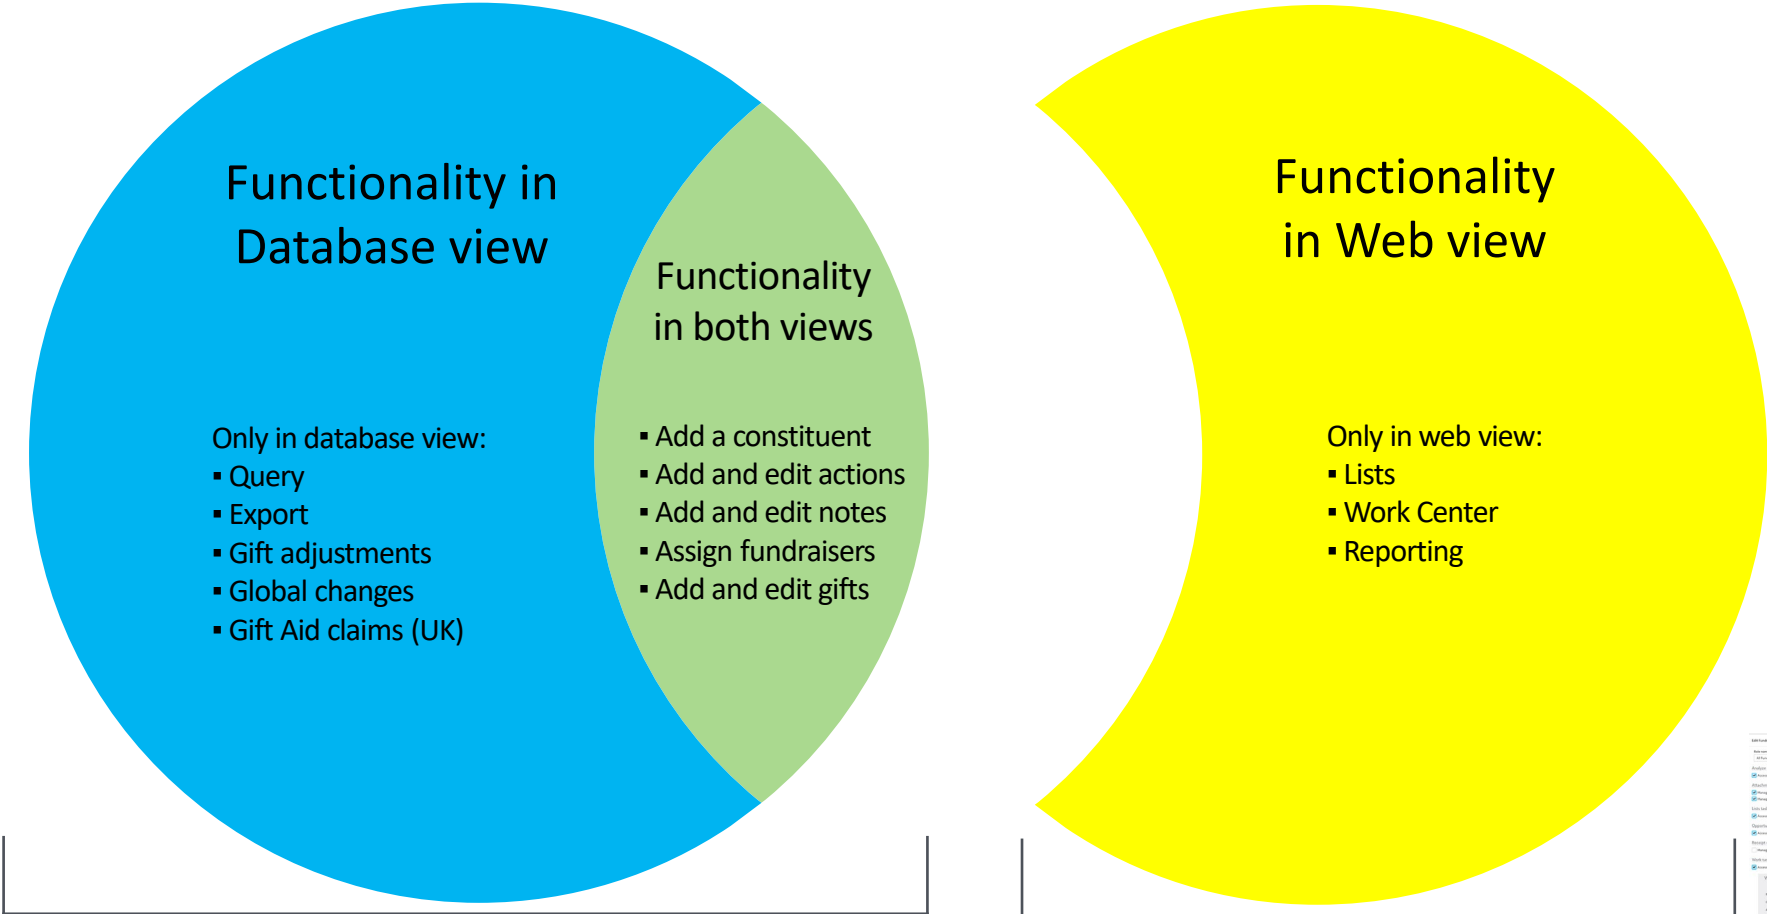 Functionality in
Database view
Only in database view:
▪ Query
▪ Export
▪ Gift adjustments
▪ Global changes
▪ Gift Aid claims (UK)
Functionality
in both views
▪ Add a constituent
▪ Add and edit actions
▪ Add and edit notes
▪ Assign fundraisers
▪ Add and edit gifts
Functionality
in Web view
Only in web view:
▪ Lists
▪ Work Center
▪ Reporting